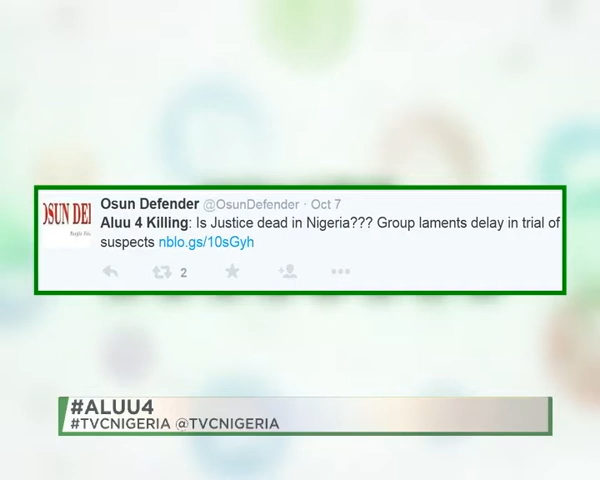 OSUN DE
Osun Defender @OsunDefender · Oct 7
Aluu 4 Killing: Is Justice dead in Nigeria??? Group laments delay in trial of
suspects nblo.gs/10sGyh
2
#ALUU4
#TVCNIGERIA @TVCNIGERIA